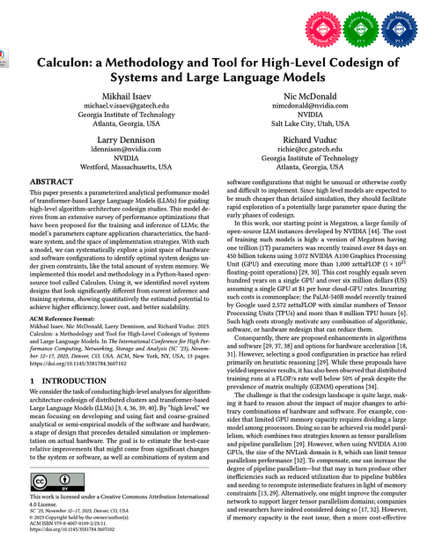 Calculon: a Methodology and Tool for High-Level Codesign of
Systems and Large Language Models
Mikhail Isaev
michael.v.isaev@gatech.edu
Georgia Institute of Technology
Atlanta, Georgia, USA
Nic McDonald
nimcdonald@nvidia.com
NVIDIA
Salt Lake City, Utah, USA
Larry Dennison
ldennison@nvidia.com
NVIDIA
Westford, Massachusetts, USA
Richard Vuduc
richie@cc.gatech.edu
Georgia Institute of Technology
Atlanta, Georgia, USA
ABSTRACT
This paper presents a parameterized analytical performance model
of transformer-based Large Language Models (LLMs) for guiding
high-level algorithm-architecture codesign studies. This model de-
rives from an extensive survey of performance optimizations that
have been proposed for the training and inference of LLMs; the
model's parameters capture application characteristics, the hard-
ware system, and the space of implementation strategies. With such
a model, we can systematically explore a joint space of hardware
and software configurations to identify optimal system designs un-
der given constraints, like the total amount of system memory. We
implemented this model and methodology in a Python-based open-
source tool called Calculon. Using it, we identified novel system
designs that look significantly different from current inference and
training systems, showing quantitatively the estimated potential to
achieve higher efficiency, lower cost, and better scalability.
ACM Reference Format:
Mikhail Isaev, Nic McDonald, Larry Dennison, and Richard Vuduc. 2023.
Calculon: a Methodology and Tool for High-Level Codesign of Systems and
Large Language Models. In The International Conference for High Per-
formance Computing, Networking, Storage and Analysis (SC '23), Novem-
ber 12–17, 2023, Denver, CO, USA. ACM, New York, NY, USA, 13 pages.
https://doi.org/10.1145/3581784.3607102
1 INTRODUCTION
We consider the task of conducting high-level analyses for algorithm-
architecture codesign of distributed clusters and transformer-based
Large Language Models (LLMs) [3, 4, 36, 39, 40]. By "high level," we
mean focusing on developing and using fast and coarse-grained
analytical or semi-empirical models of the software and hardware,
a stage of design that precedes detailed simulation or implemen-
tation on actual hardware. The goal is to estimate the best-case
relative improvements that might come from significant changes
to the system or software, as well as combinations of system and
This work is licensed under a Creative Commons Attribution International
4.0 License.
SC '23, November 12–17, 2023, Denver, CO, USA
© 2023 Copyright held by the owner/author(s).
ACM ISBN 979-8-4007-0109-2/23/11.
https://doi.org/10.1145/3581784.3607102
software configurations that might be unusual or otherwise costly
and difficult to implement. Since high level models are expected to
be much cheaper than detailed simulation, they should facilitate
rapid exploration of a potentially large parameter space during the
early phases of codesign.
In this work, our starting point is Megatron, a large family of
open-source LLM instances developed by NVIDIA [44]. The cost
of training such models is high: a version of Megatron having
one trillion (1T) parameters was recently trained over 84 days on
450 billion tokens using 3,072 NVIDIA A100 Graphics Processing
Unit (GPU) and executing more than 1,000 zettaFLOP (1 × 10²¹
floating-point operations) [29, 30]. This cost roughly equals seven
hundred years on a single GPU and over six million dollars (US)
assuming a single GPU at $1 per hour cloud-GPU rates. Incurring
such costs is commonplace; the PaLM-540B model recently trained
by Google used 2,572 zettaFLOP with similar numbers of Tensor
Processing Units (TPUs) and more than 8 million TPU hours [6].
Such high costs strongly motivate any combination of algorithmic,
software, or hardware redesign that can reduce them.
Consequently, there are proposed enhancements in algorithms
and software [29, 37, 38] and options for hardware acceleration [18,
31]. However, selecting a good configuration in practice has relied
primarily on heuristic reasoning [29]. While these proposals have
yielded impressive results, it has also been observed that distributed
training runs at a FLOP/s rate well below 50% of peak despite the
prevalence of matrix multiply (GEMM) operations [34].
The challenge is that the codesign landscape is quite large, mak-
ing it hard to reason about the impact of major changes to arbi-
trary combinations of hardware and software. For example, con-
sider that limited GPU memory capacity requires dividing a large
model among processors. Doing so can be achieved via model paral-
lelism, which combines two strategies known as tensor parallelism
and pipeline parallelism [29]. However, when using NVIDIA A100
GPUs, the size of the NVLink domain is 8, which can limit tensor
parallelism performance [32]. To compensate, one can increase the
degree of pipeline parallelism—but that may in turn produce other
inefficiencies such as reduced utilization due to pipeline bubbles
and needing to recompute intermediate features in light of memory
constraints [13, 29]. Alternatively, one might improve the computer
network to support larger tensor parallelism domains; companies
and researchers have indeed considered doing so [17, 32]. However,
if memory capacity is the root issue, then a more cost-effective